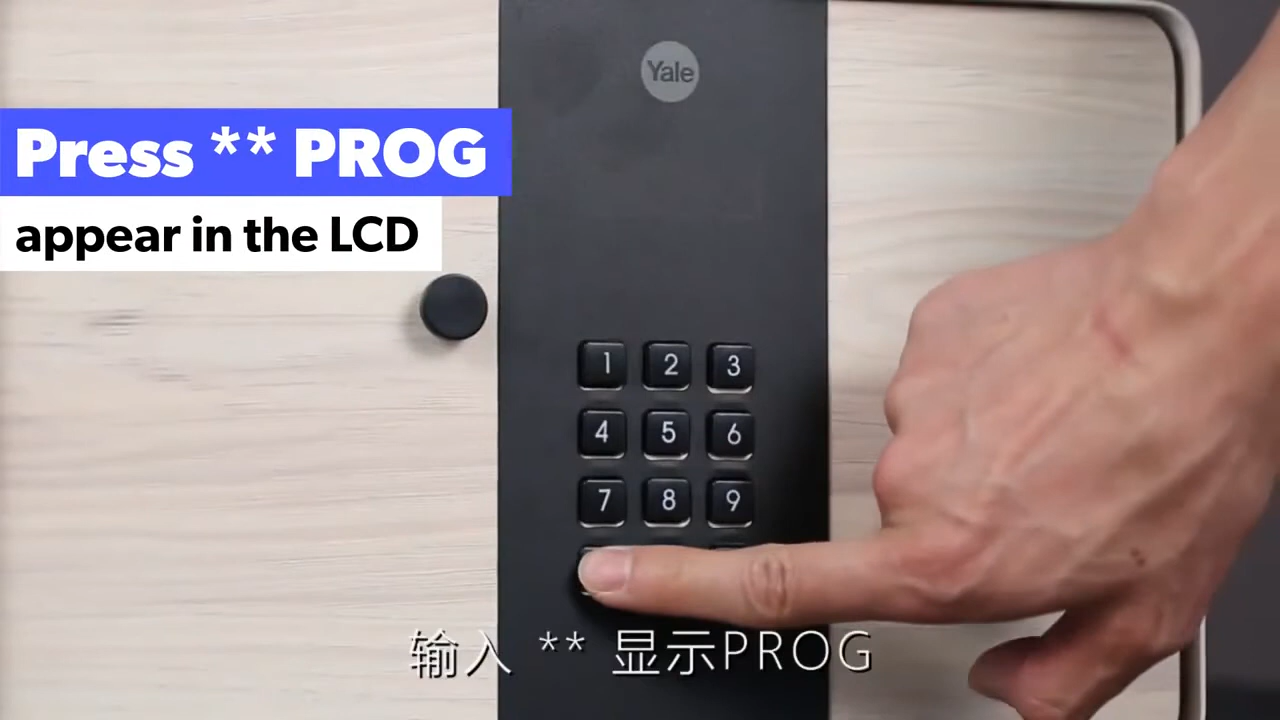 Yale
Press ** PROG
appear in the LCD
1 2 3
4 5 6
7 8 9
输入 ** 显示PROG